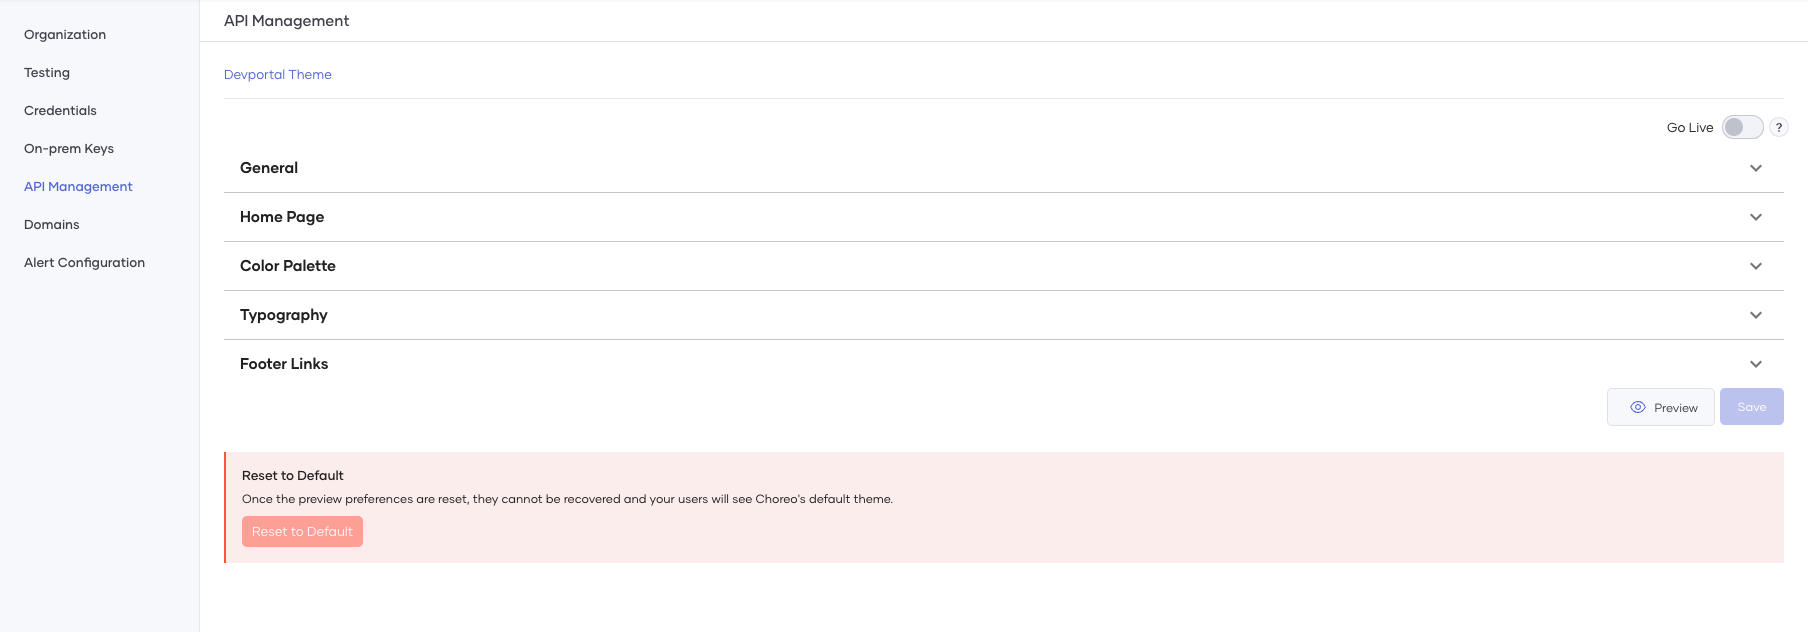 API Management
Organization
Testing
Credentials
On-prem Keys
API Management
Domains
Alert Configuration
Devportal Theme
Go Live ?
General
Home Page
Color Palette
Typography
Footer Links
Preview Save
Reset to Default
Once the preview preferences are reset, they cannot be recovered and your users will see Choreo's default theme.
Reset to Default